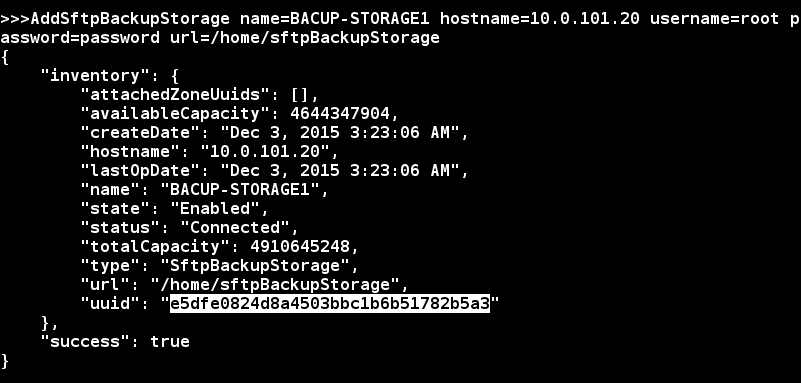 >>>AddSftpBackupStorage name=BACUP-STORAGE1 hostname=10.0.101.20 username=root p
assword=password url=/home/sftpBackupStorage
{
    "inventory": {
        "attachedZoneUuids": [],
        "availableCapacity": 4644347904,
        "createDate": "Dec 3, 2015 3:23:06 AM",
        "hostname": "10.0.101.20",
        "lastOpDate": "Dec 3, 2015 3:23:06 AM",
        "name": "BACUP-STORAGE1",
        "state": "Enabled",
        "status": "Connected",
        "totalCapacity": 4910645248,
        "type": "SftpBackupStorage",
        "url": "/home/sftpBackupStorage",
        "uuid": "e5dfe0824d8a4503bbc1b6b51782b5a3"
    },
    "success": true
}